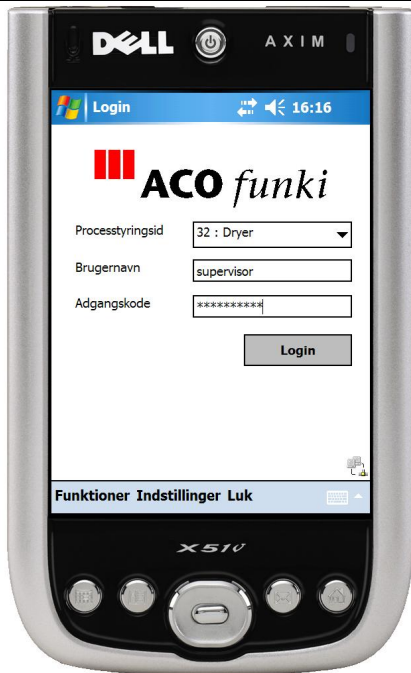 DELL AXIM
Login 16:16
ACO funki
Processtyringsid 32 : Dryer
Brugernavn supervisor
Adgangskode **********
Login
Funktioner Indstillinger Luk
X51v